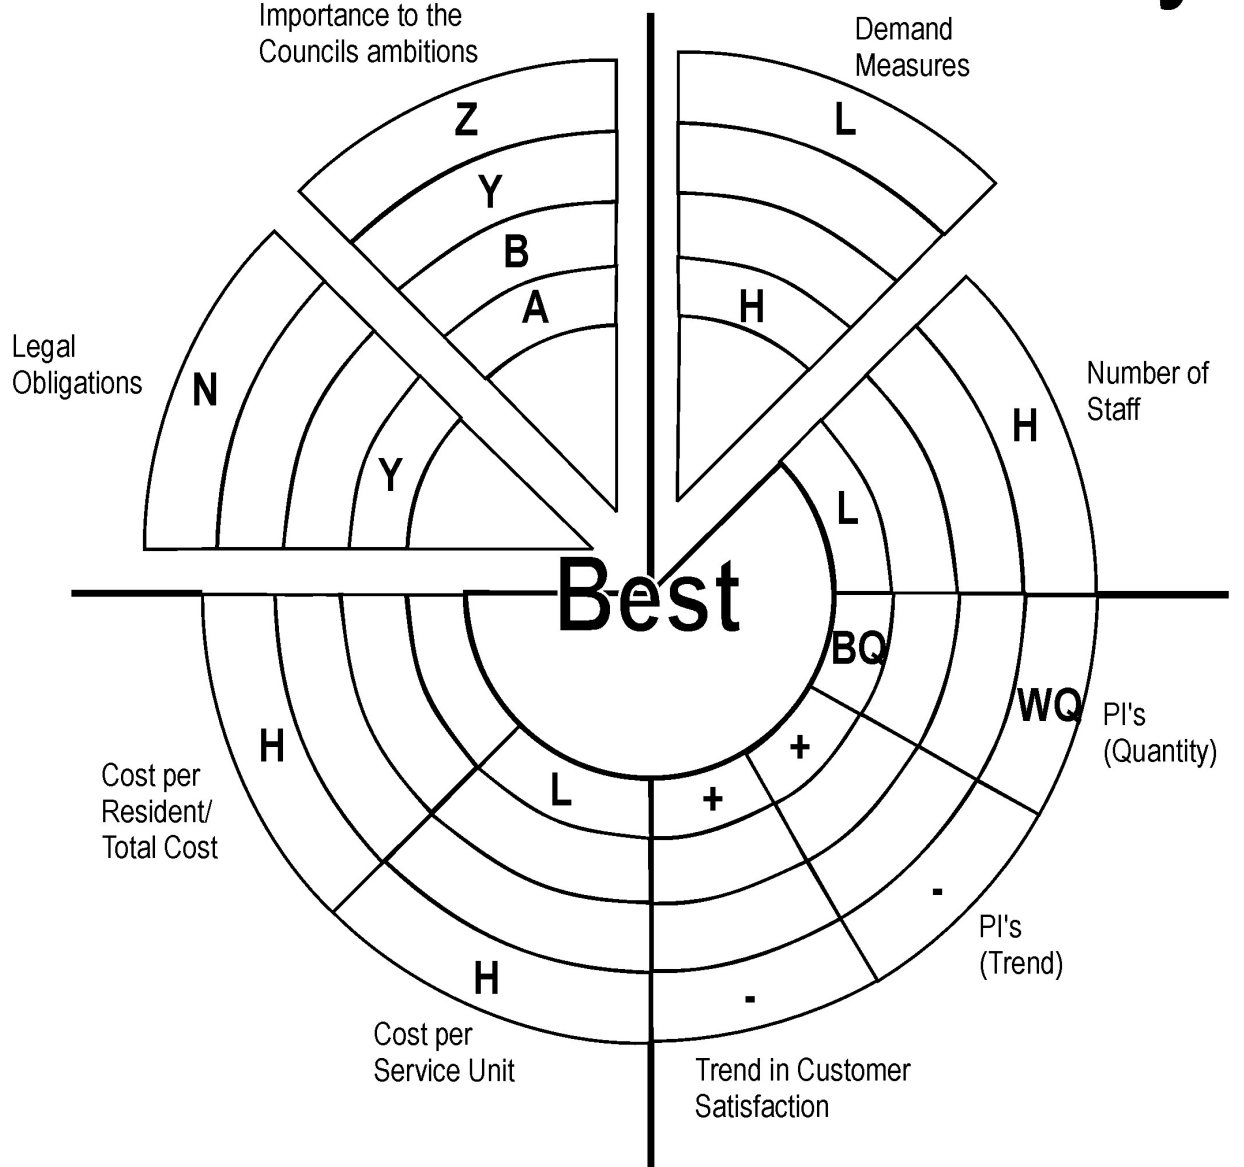 Importance to the
Councils ambitions
Demand
Measures
Z
L
Y
B
A
H
Legal
Obligations
N
Y
Number of
Staff
H
L
Best
BQ
WQ
PI's
(Quantity)
+
+
L
H
Cost per
Resident/
Total Cost
-
PI's
(Trend)
H
-
Cost per
Service Unit
Trend in Customer
Satisfaction